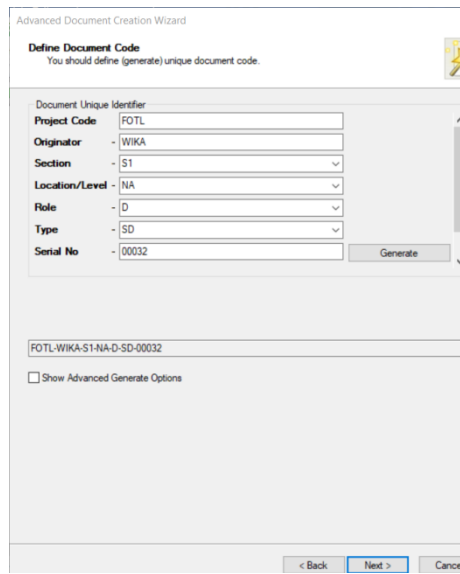 Advanced Document Creation Wizard
Define Document Code
You should define (generate) unique document code.
Document Unique Identifier
Project Code FOTL
Originator - WIKA
Section - S1
Location/Level - NA
Role - D
Type - SD
Serial No - 00032 Generate
FOTL-WIKA-S1-NA-D-SD-00032
Show Advanced Generate Options
< Back Next > Cance